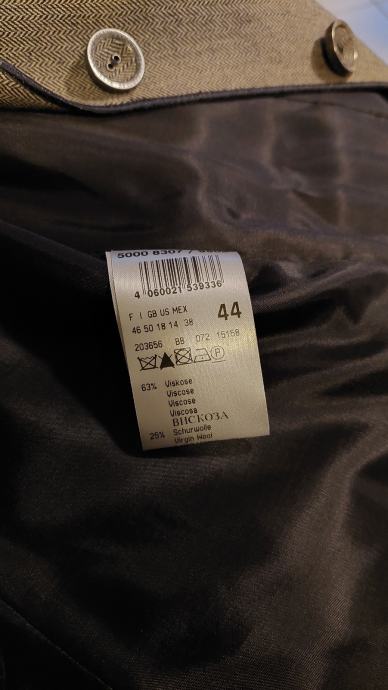 5000 8307 /
4 060021 539336
F I GB US MEX
46 50 18 14 38
44
203656 BB 072 15158
P
63% Viskose
Viscose
Viscose
Viscosa
ВИСКОЗА
25% Schurwolle
Virgin Wool